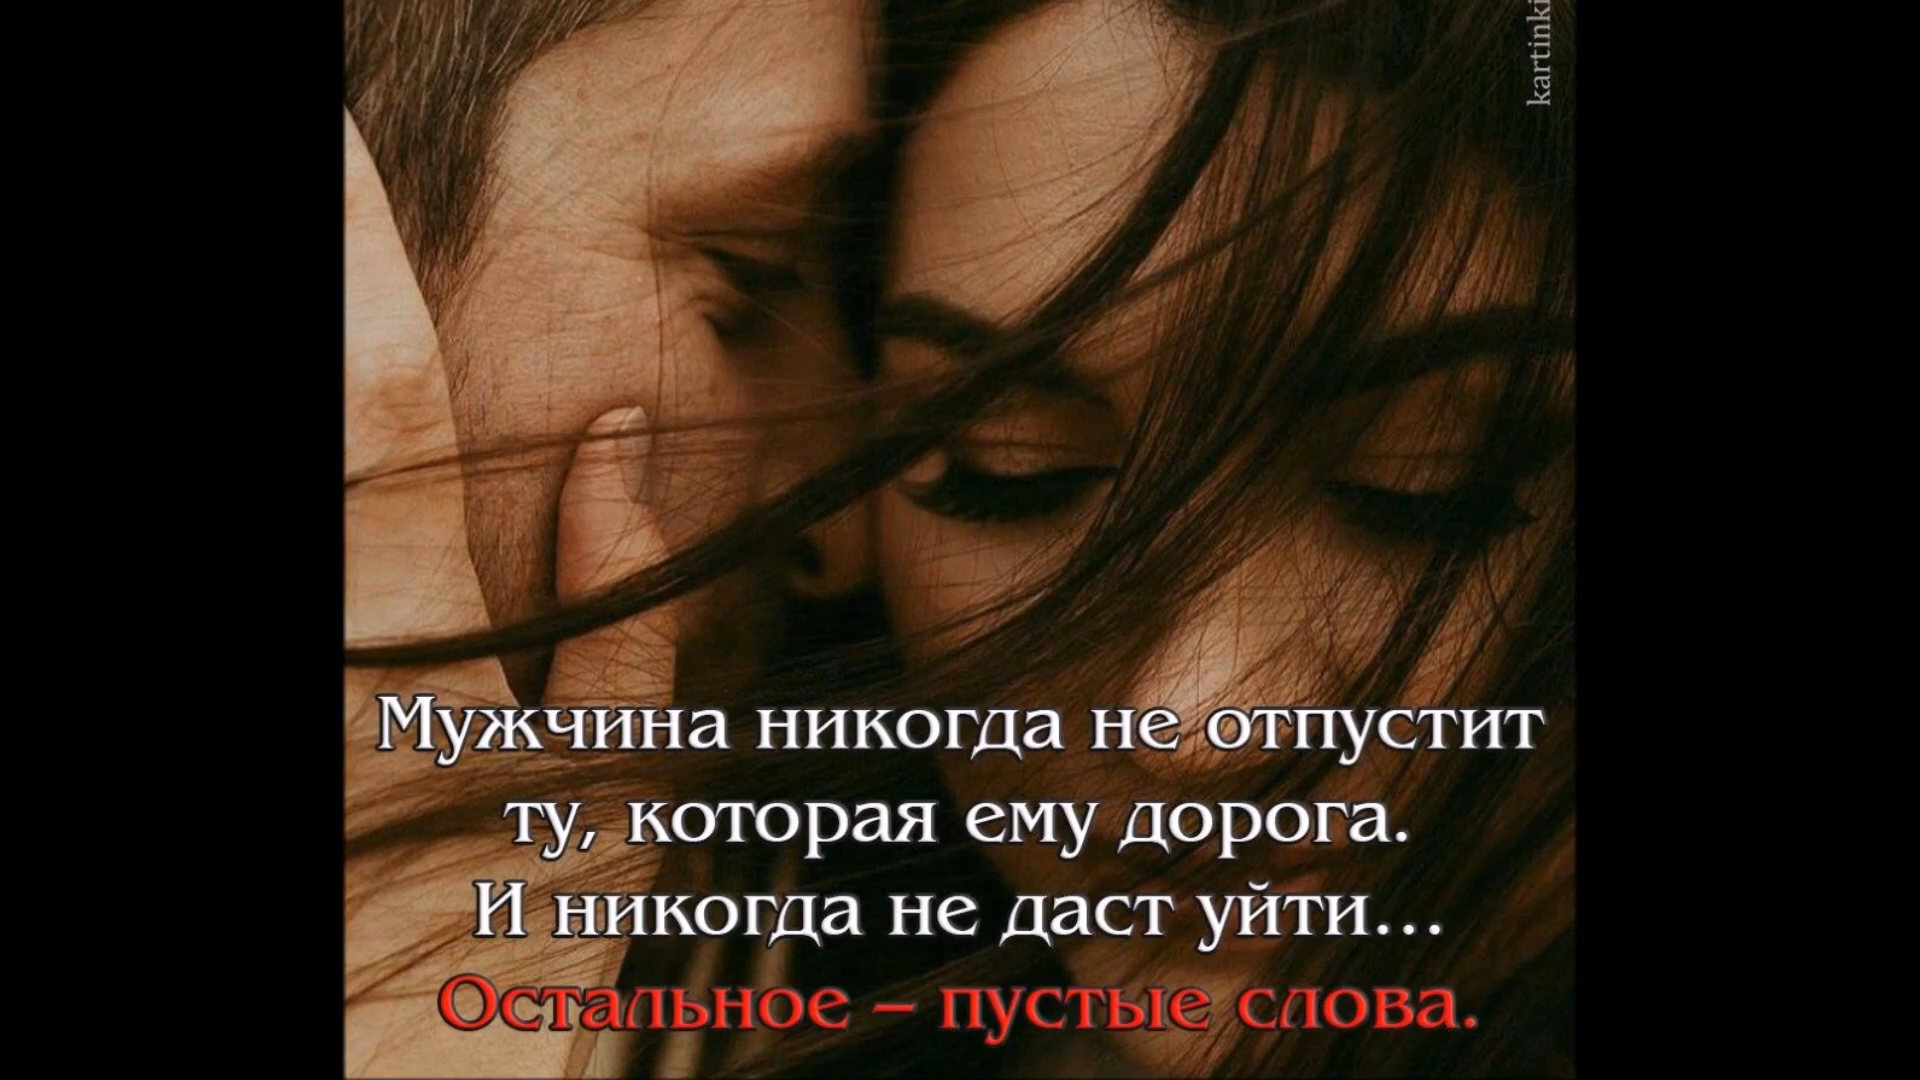 kartinki
Мужчина никогда не отпустит
ту, которая ему дорога.
И никогда не даст уйти...
Остальное – пустые слова.